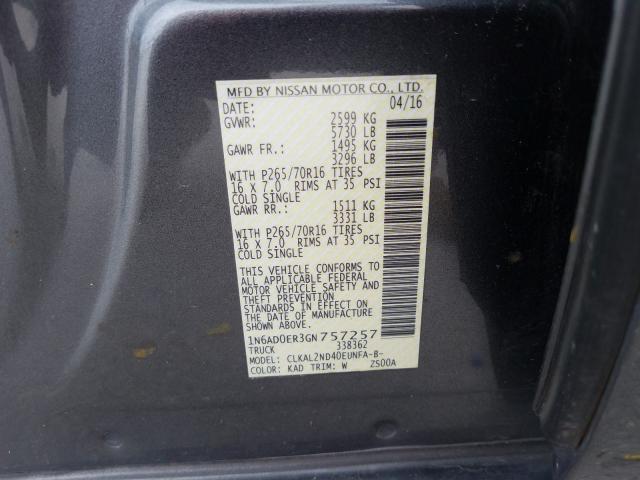 MFD BY NISSAN MOTOR CO., LTD.
DATE: 04/16
GVWR: 2599 KG
5730 LB
GAWR FR.: 1495 KG
3296 LB
WITH P265/70R16 TIRES
16 X 7.0 RIMS AT 35 PSI
COLD SINGLE
GAWR RR.: 1511 KG
3331 LB
WITH P265/70R16 TIRES
16 X 7.0 RIMS AT 35 PSI
COLD SINGLE
THIS VEHICLE CONFORMS TO
ALL APPLICABLE FEDERAL
MOTOR VEHICLE SAFETY AND
THEFT PREVENTION
STANDARDS IN EFFECT ON THE
DATE OF MANUFACTURE
SHOWN ABOVE.
1N6AD0ER3GN757257
TRUCK 338362
MODEL: CLKAL2ND40EUNFA-B-
COLOR: KAD TRIM: W ZS00A